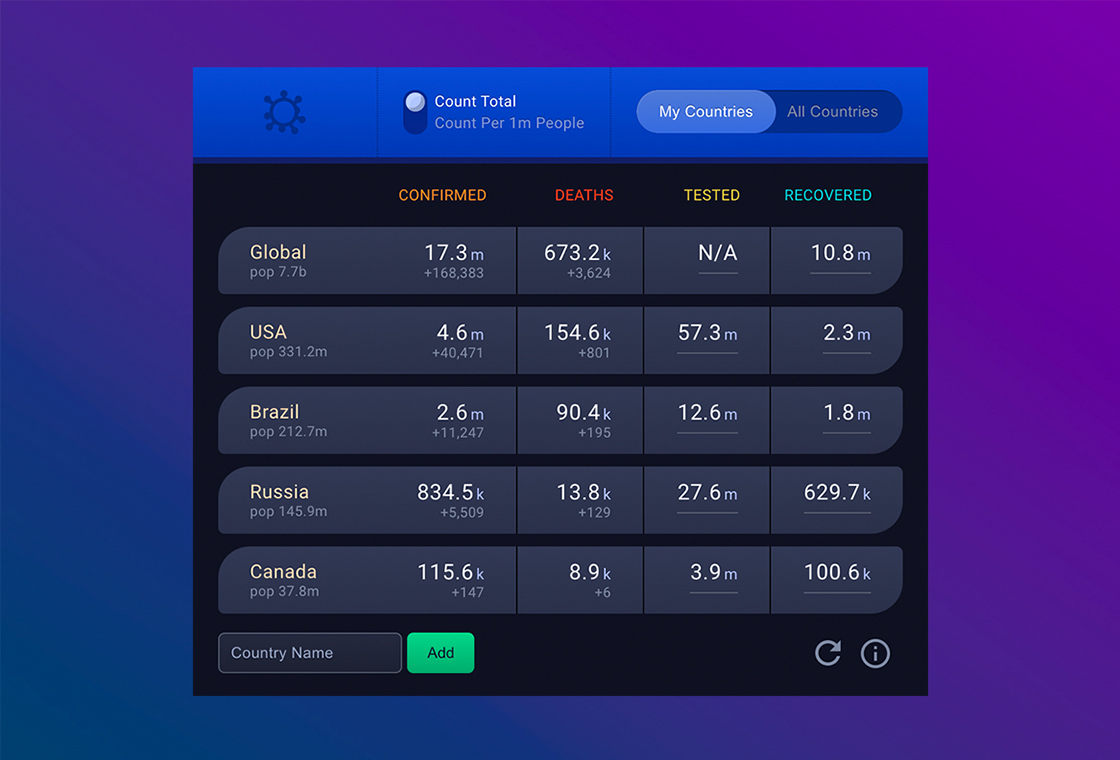 Count Total
Count Per 1m People
My Countries All Countries
CONFIRMED DEATHS TESTED RECOVERED
Global 17.3 m 673.2 k N/A 10.8 m
pop 7.7b +168,383 +3,624
USA 4.6 m 154.6 k 57.3 m 2.3 m
pop 331.2m +40,471 +801
Brazil 2.6 m 90.4 k 12.6 m 1.8 m
pop 212.7m +11,247 +195
Russia 834.5 k 13.8 k 27.6 m 629.7 k
pop 145.9m +5,509 +129
Canada 115.6 k 8.9 k 3.9 m 100.6 k
pop 37.8m +147 +6
Country Name Add